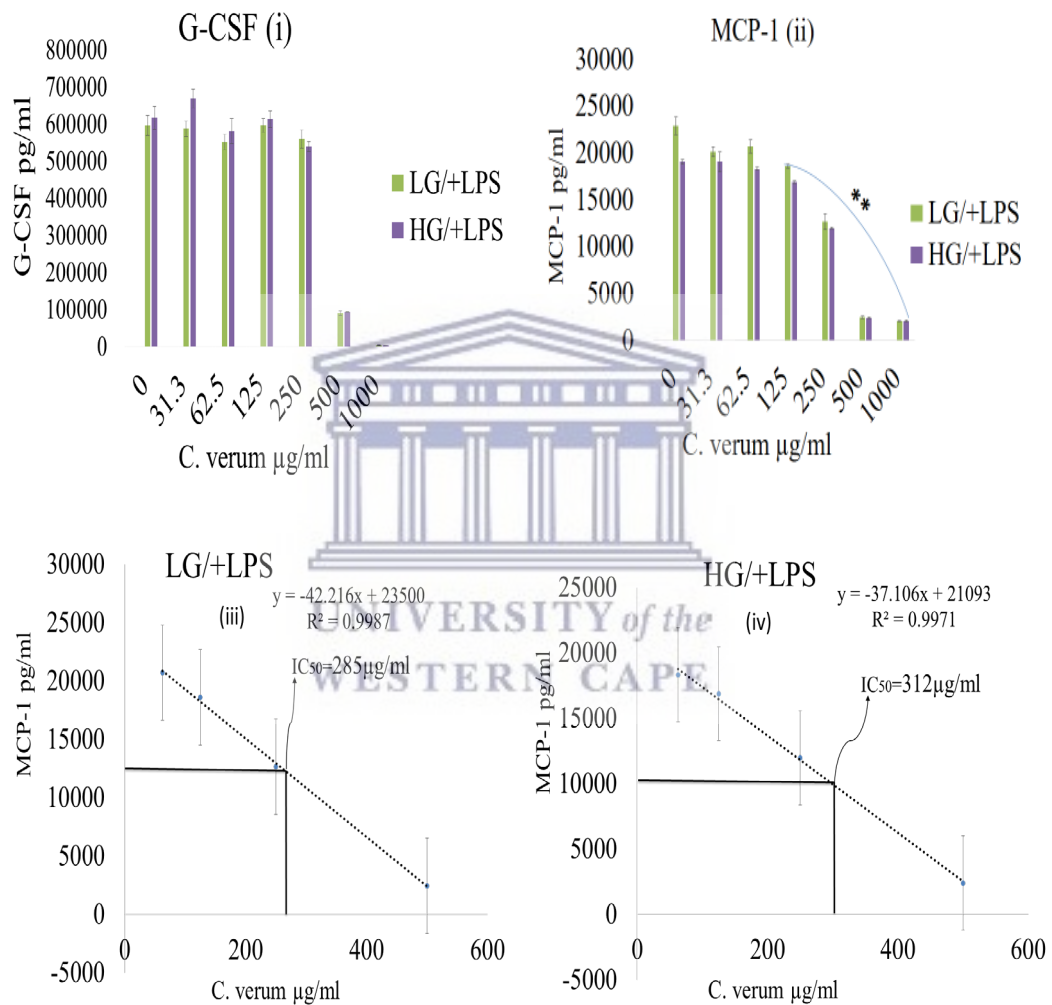 G-CSF (i)
800000
700000
600000
500000
400000
300000
200000
100000
0
G-CSF pg/ml
LG/+LPS
HG/+LPS
0
31.3
62.5
125
250
500
1000
C. verum µg/ml
MCP-1 (ii)
30000
25000
20000
15000
10000
5000
0
MCP-1 pg/ml
**
LG/+LPS
HG/+LPS
0
31.3
62.5
125
250
500
1000
C. verum µg/ml
LG/+LPS
y = -42.216x + 23500
R² = 0.9987
(iii)
IC50=285µg/ml
30000
25000
20000
15000
10000
5000
0
-5000
MCP-1 pg/ml
0
200
400
600
C. verum µg/ml
HG/+LPS
y = -37.106x + 21093
R² = 0.9971
(iv)
IC50=312µg/ml
25000
20000
15000
10000
5000
0
-5000
MCP-1 pg/ml
0
200
400
600
C. verum µg/ml
UNIVERSITY of the
WESTERN CAPE